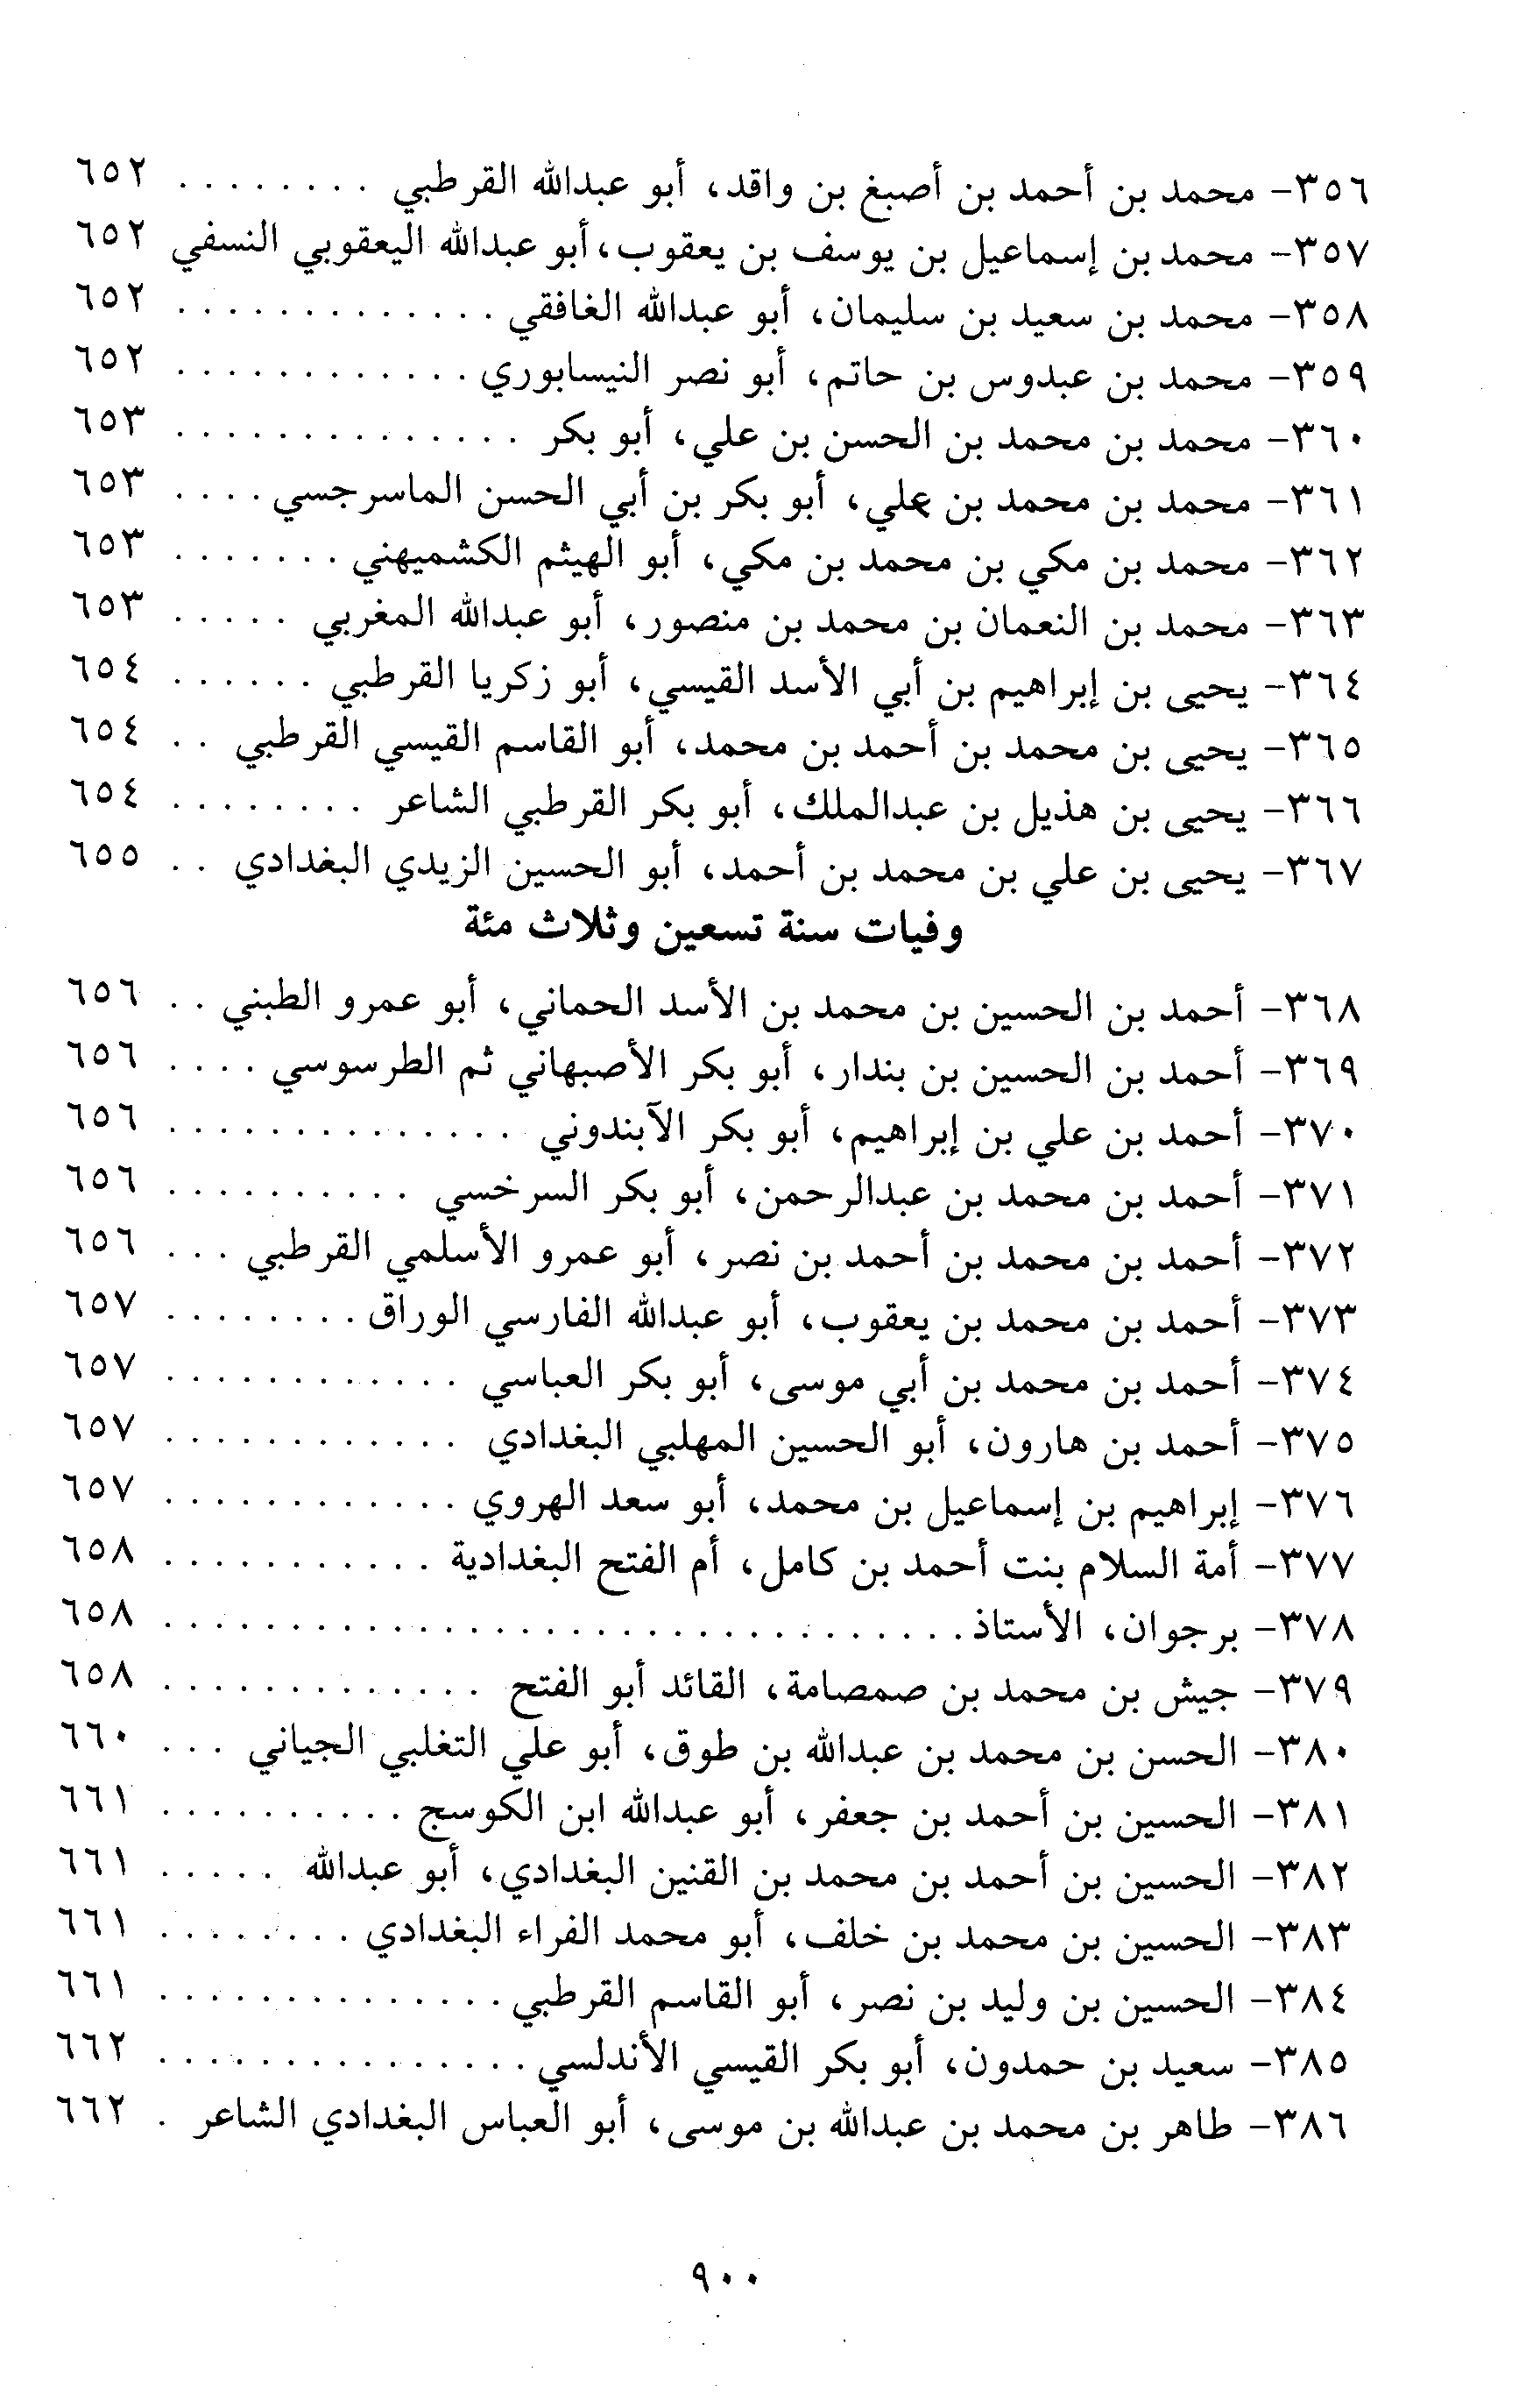 ٣٥٦- محمد بن أحمد بن أصبغ بن واقد، أبو عبدالله القرطبي . . . . . . . . ٦٥٢
٣٥٧- محمد بن إسماعيل بن يوسف بن يعقوب، أبو عبدالله اليعقوبي النسفي ٦٥٢
٣٥٨- محمد بن سعيد بن سليمان، أبو عبدالله الغافقي . . . . . . . . . . . . . ٦٥٢
٣٥٩- محمد بن عبدوس بن حاتم، أبو نصر النيسابوري . . . . . . . . . . . . ٦٥٢
٣٦٠- محمد بن محمد بن الحسن بن علي، أبو بكر . . . . . . . . . . . . . . ٦٥٣
٣٦١- محمد بن محمد بن علي، أبو بكر بن أبي الحسن الماسرجسي . . . . ٦٥٣
٣٦٢- محمد بن مكي بن محمد بن مكي، أبو الهيثم الكشميهني . . . . . . . ٦٥٣
٣٦٣- محمد بن النعمان بن محمد بن منصور، أبو عبدالله المغربي . . . . . ٦٥٣
٣٦٤- يحيى بن إبراهيم بن أبي الأسد القيسي، أبو زكريا القرطبي . . . . . . ٦٥٤
٣٦٥- يحيى بن محمد بن أحمد بن محمد، أبو القاسم القيسي القرطبي . . ٦٥٤
٣٦٦- يحيى بن هذيل بن عبدالملك، أبو بكر القرطبي الشاعر . . . . . . . . ٦٥٤
٣٦٧- يحيى بن علي بن محمد بن أحمد، أبو الحسين الزيدي البغدادي . . ٦٥٥
وفيات سنة تسعين وثلاث مئة
٣٦٨- أحمد بن الحسين بن محمد بن الأسد الحماني، أبو عمرو الطبني . . ٦٥٦
٣٦٩- أحمد بن الحسين بن بندار، أبو بكر الأصبهاني ثم الطرسوسي . . . . ٦٥٦
٣٧٠- أحمد بن علي بن إبراهيم، أبو بكر الآبندوني . . . . . . . . . . . . . . ٦٥٦
٣٧١- أحمد بن محمد بن عبدالرحمن، أبو بكر السرخسي . . . . . . . . . . ٦٥٦
٣٧٢- أحمد بن محمد بن أحمد بن نصر، أبو عمرو الأسلمي القرطبي . . . ٦٥٦
٣٧٣- أحمد بن محمد بن يعقوب، أبو عبدالله الفارسي الوراق . . . . . . . . ٦٥٧
٣٧٤- أحمد بن محمد بن أبي موسى، أبو بكر العباسي . . . . . . . . . . . . ٦٥٧
٣٧٥- أحمد بن هارون، أبو الحسين المهلبي البغدادي . . . . . . . . . . . . ٦٥٧
٣٧٦- إبراهيم بن إسماعيل بن محمد، أبو سعد الهروي . . . . . . . . . . . . ٦٥٧
٣٧٧- أمة السلام بنت أحمد بن كامل، أم الفتح البغدادية . . . . . . . . . . . ٦٥٨
٣٧٨- برجوان، الأستاذ . . . . . . . . . . . . . . . . . . . . . . . . . . . . . . . . ٦٥٨
٣٧٩- جيش بن محمد بن صمصامة، القائد أبو الفتح . . . . . . . . . . . . . ٦٥٨
٣٨٠- الحسن بن محمد بن عبدالله بن طوق، أبو علي التغلبي الجياني . . . ٦٦٠
٣٨١- الحسين بن أحمد بن جعفر، أبو عبدالله ابن الكوسج . . . . . . . . . . ٦٦١
٣٨٢- الحسين بن أحمد بن محمد بن القنين البغدادي، أبو عبدالله . . . . . ٦٦١
٣٨٣- الحسين بن محمد بن خلف، أبو محمد الفراء البغدادي . . . . . . . . ٦٦١
٣٨٤- الحسين بن وليد بن نصر، أبو القاسم القرطبي . . . . . . . . . . . . . . ٦٦١
٣٨٥- سعيد بن حمدون، أبو بكر القيسي الأندلسي . . . . . . . . . . . . . . . ٦٦٢
٣٨٦- طاهر بن محمد بن عبدالله بن موسى، أبو العباس البغدادي الشاعر . ٦٦٢
٩٠٠